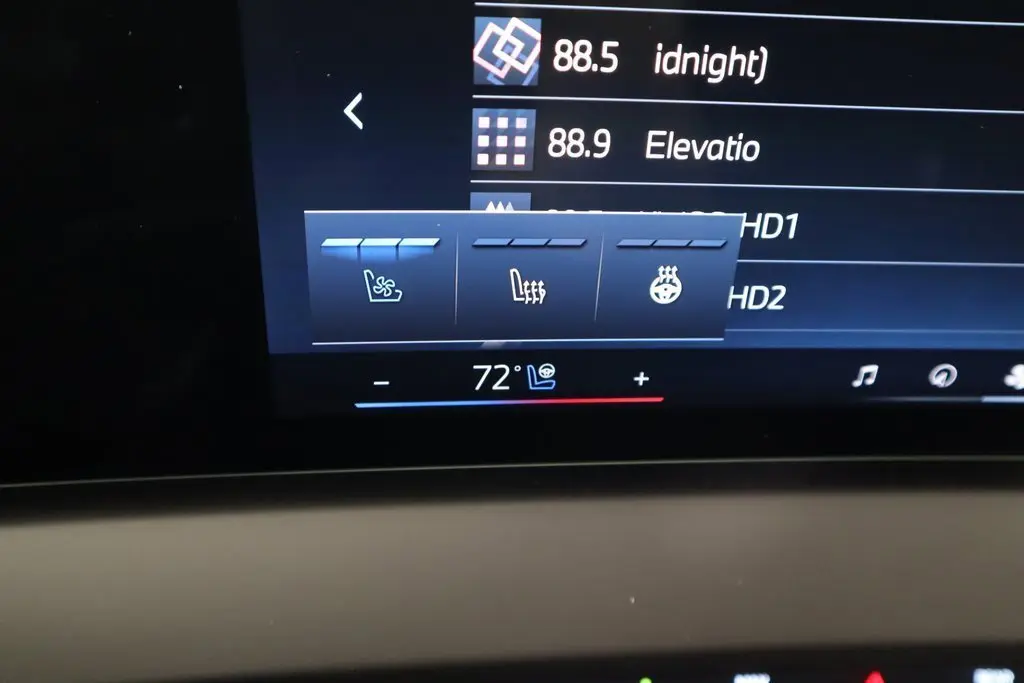 88.5 idnight)
88.9 Elevatio
HD1
HD2
− 72° +